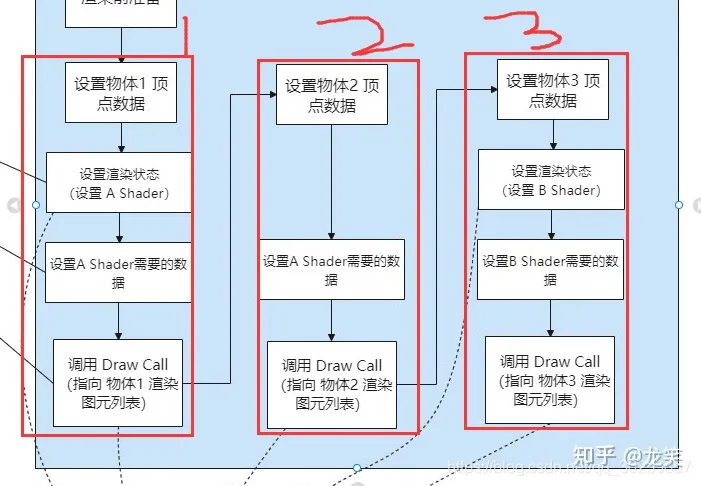 渲染前准备
1
2
3
设置物体1 顶
点数据
设置渲染状态
(设置 A Shader)
设置A Shader需要的数
据
调用 Draw Call
(指向 物体1 渲染
图元列表)
设置物体2 顶
点数据
设置A Shader需要的数
据
调用 Draw Call
(指向 物体2 渲染
图元列表)
设置物体3 顶
点数据
设置渲染状态
(设置 B Shader)
设置B Shader需要的数
据
调用 Draw Call
(指向 物体3 渲染
图元列表)
知乎 @龙笑